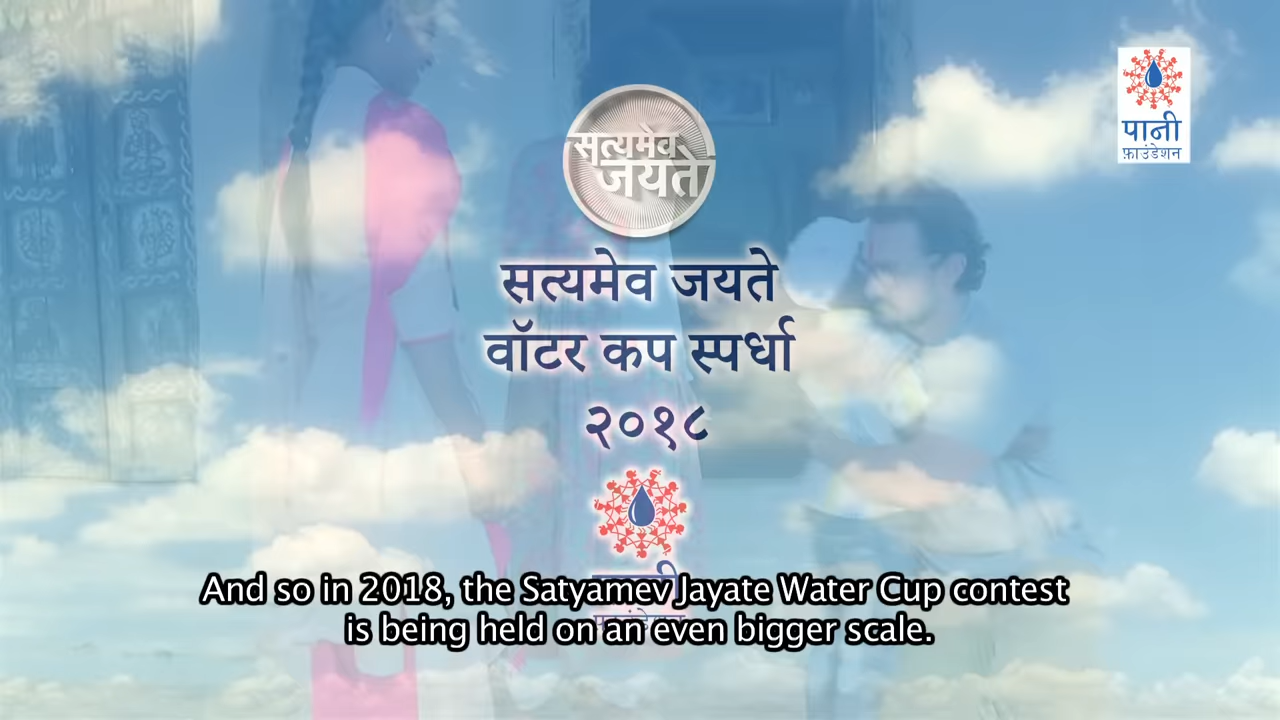 सत्यमेव
जयते
पानी
फ़ाउंडेशन
सत्यमेव जयते
वॉटर कप स्पर्धा
२०१८
And so in 2018, the Satyamev Jayate Water Cup contest
is being held on an even bigger scale.